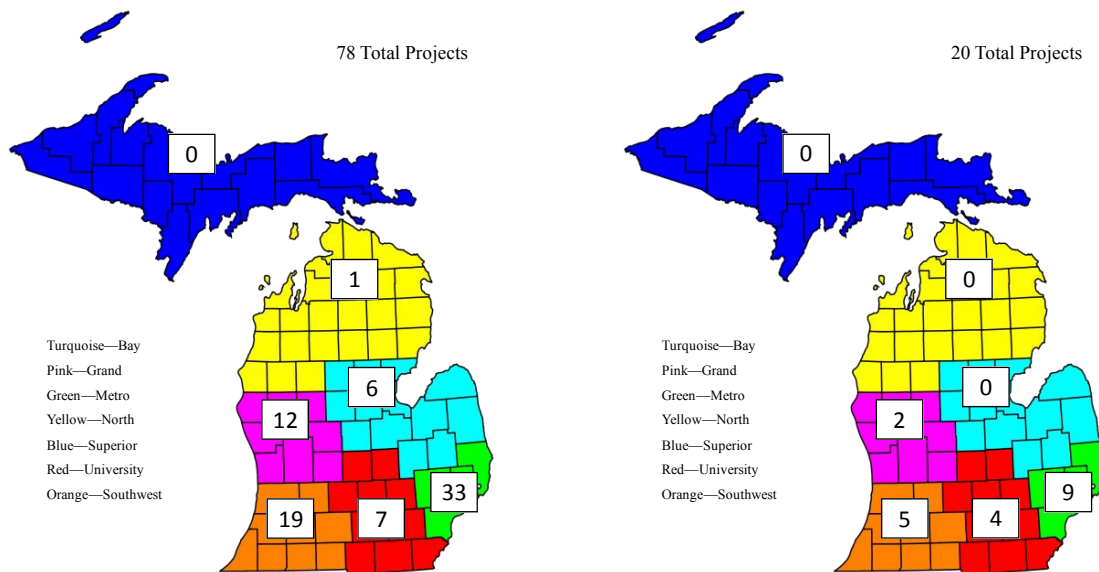 78 Total Projects
0
1
6
12
33
19
7
Turquoise—Bay
Pink—Grand
Green—Metro
Yellow—North
Blue—Superior
Red—University
Orange—Southwest
20 Total Projects
0
0
0
2
9
5
4
Turquoise—Bay
Pink—Grand
Green—Metro
Yellow—North
Blue—Superior
Red—University
Orange—Southwest